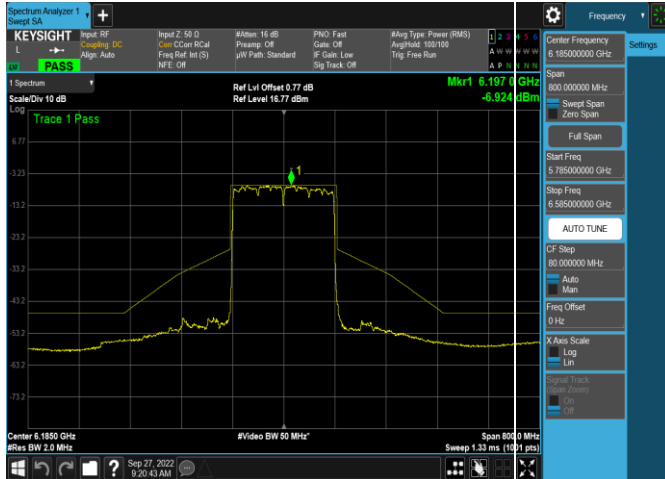 Spectrum Analyzer 1
Swept SA
+
Frequency
KEYSIGHT
L
PASS
Input: RF
Coupling: DC
Align: Auto
Input Z: 50 Ω
Corr CCorr RCal
Freq Ref: Int (S)
NFE: Off
#Atten: 16 dB
Preamp: Off
µW Path: Standard
PNO: Fast
Gate: Off
IF Gain: Low
Sig Track: Off
#Avg Type: Power (RMS)
Avg|Hold: 100/100
Trig: Free Run
1 2 3 4 5 6
A W W W W W
A P N N N N
1 Spectrum
Scale/Div 10 dB
Ref Lvl Offset 0.77 dB
Ref Level 16.77 dBm
Mkr1 6.197 0 GHz
-6.924 dBm
Log
Trace 1 Pass
1
6.77
-3.23
-13.2
-23.2
-33.2
-43.2
-53.2
-63.2
-73.2
Center 6.1850 GHz
#Res BW 2.0 MHz
#Video BW 50 MHz*
Span 800.0 MHz
Sweep 1.33 ms (1001 pts)
?
Sep 27, 2022
9:20:43 AM
Center Frequency
6.185000000 GHz
Settings
Span
800.000000 MHz
Swept Span
Zero Span
Full Span
Start Freq
5.785000000 GHz
Stop Freq
6.585000000 GHz
AUTO TUNE
CF Step
80.000000 MHz
Auto
Man
Freq Offset
0 Hz
X Axis Scale
Log
Lin
Signal Track
(Span Zoom)
On
Off